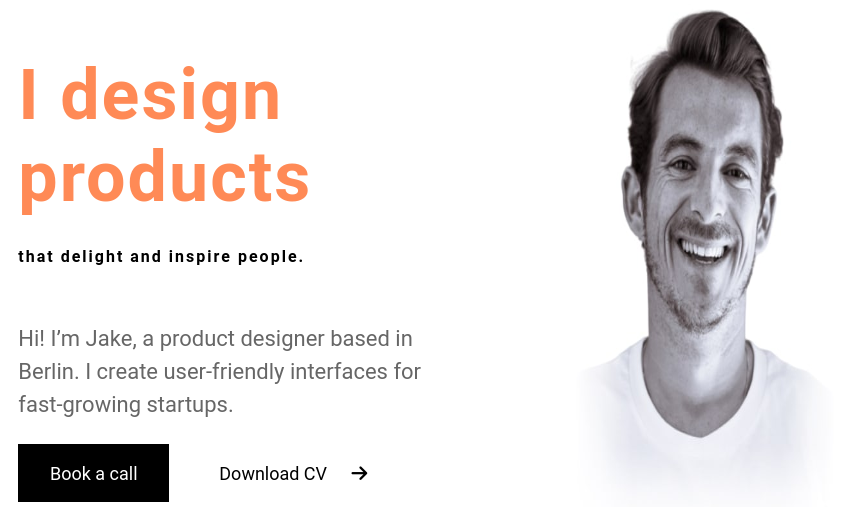 I design
products
that delight and inspire people.
Hi! I’m Jake, a product designer based in
Berlin. I create user-friendly interfaces for
fast-growing startups.
Book a call
Download CV →